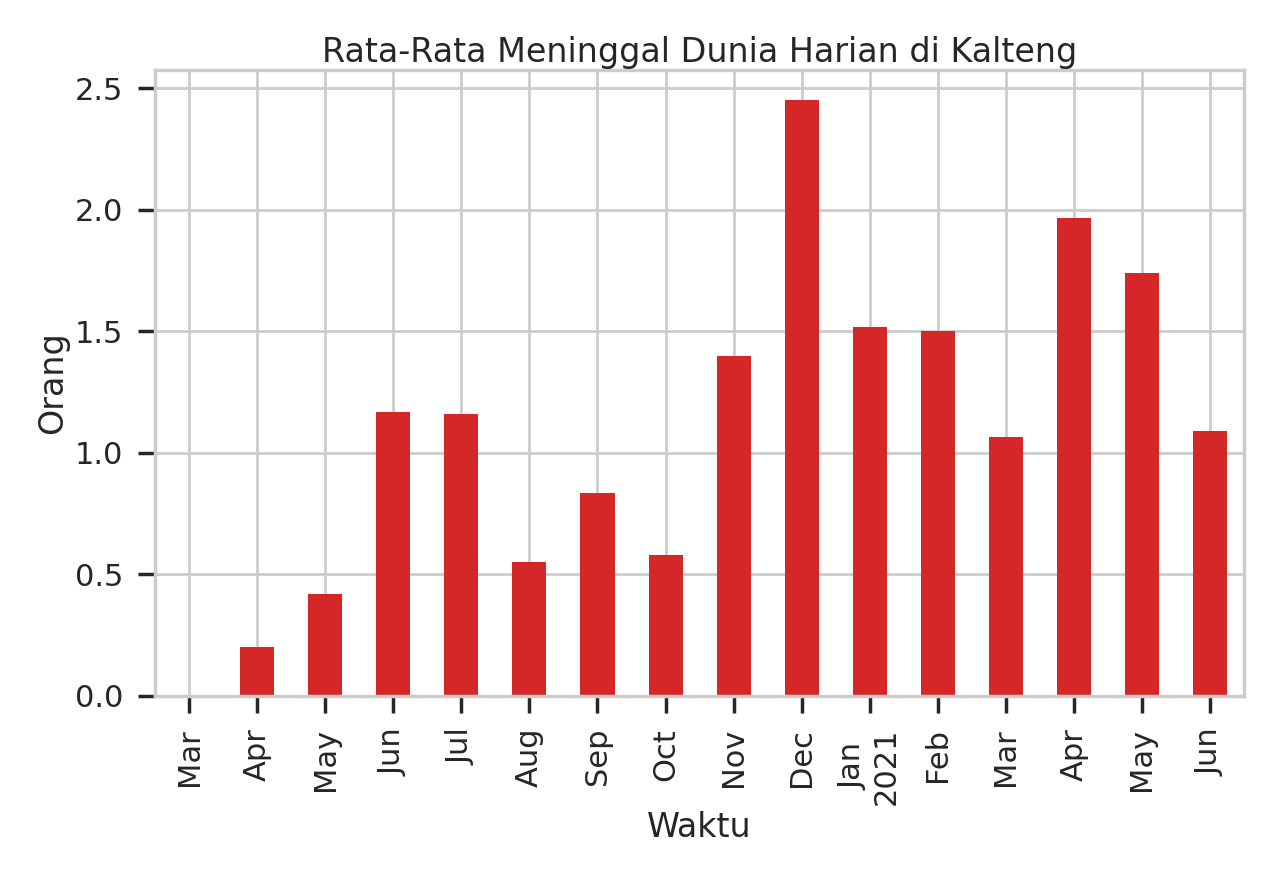 Rata-Rata Meninggal Dunia Harian di Kalteng
2.5
2.0
1.5
1.0
0.5
0.0
Orang
Mar
Apr
May
Jun
Jul
Aug
Sep
Oct
Nov
Dec
Jan
2021
Feb
Mar
Apr
May
Jun
Waktu